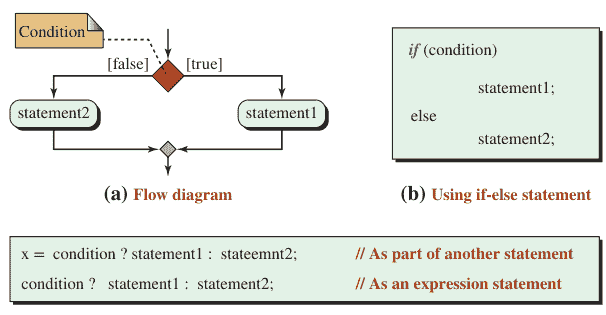 Condition
[false]
[true]
statement2
statement1
(a) Flow diagram
if (condition)
statement1;
else
statement2;
(b) Using if-else statement
x = condition ? statement1 : stateemnt2; // As part of another statement
condition ? statement1 : statement2; // As an expression statement